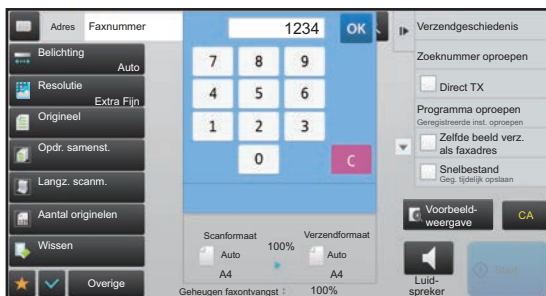 Adres Faxnummer
1234 OK
Belichting
Auto
Resolutie
Extra Fijn
Origineel
Opdr. samenst.
Langz. scanm.
Aantal originelen
Wissen
Overige
7 8 9
4 5 6
1 2 3
0 C
Scanformaat
Auto
A4
100%
Verzendformaat
Auto
A4
Geheugen faxontvangst : 100%
Verzendgeschiedenis
Zoeknummer oproepen
Direct TX
Programma oproepen
Geregistreerde inst. oproepen
Zelfde beeld verz.
als faxadres
Snelbestand
Geg. tijdelijk opslaan
Voorbeeld-
weergave
CA
Luid-
spreker
Start